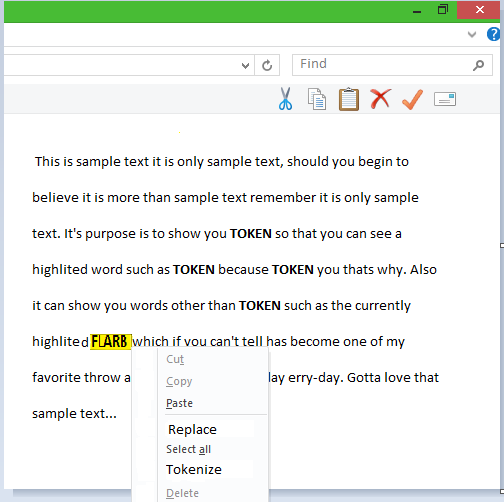 Find
This is sample text it is only sample text, should you begin to
believe it is more than sample text remember it is only sample
text. It's purpose is to show you TOKEN so that you can see a
highlited word such as TOKEN because TOKEN you thats why. Also
it can show you words other than TOKEN such as the currently
highlited FLARB which if you can't tell has become one of my
favorite throw a lay erry-day. Gotta love that
sample text...
Cut
Copy
Paste
Replace
Select all
Tokenize
Delete